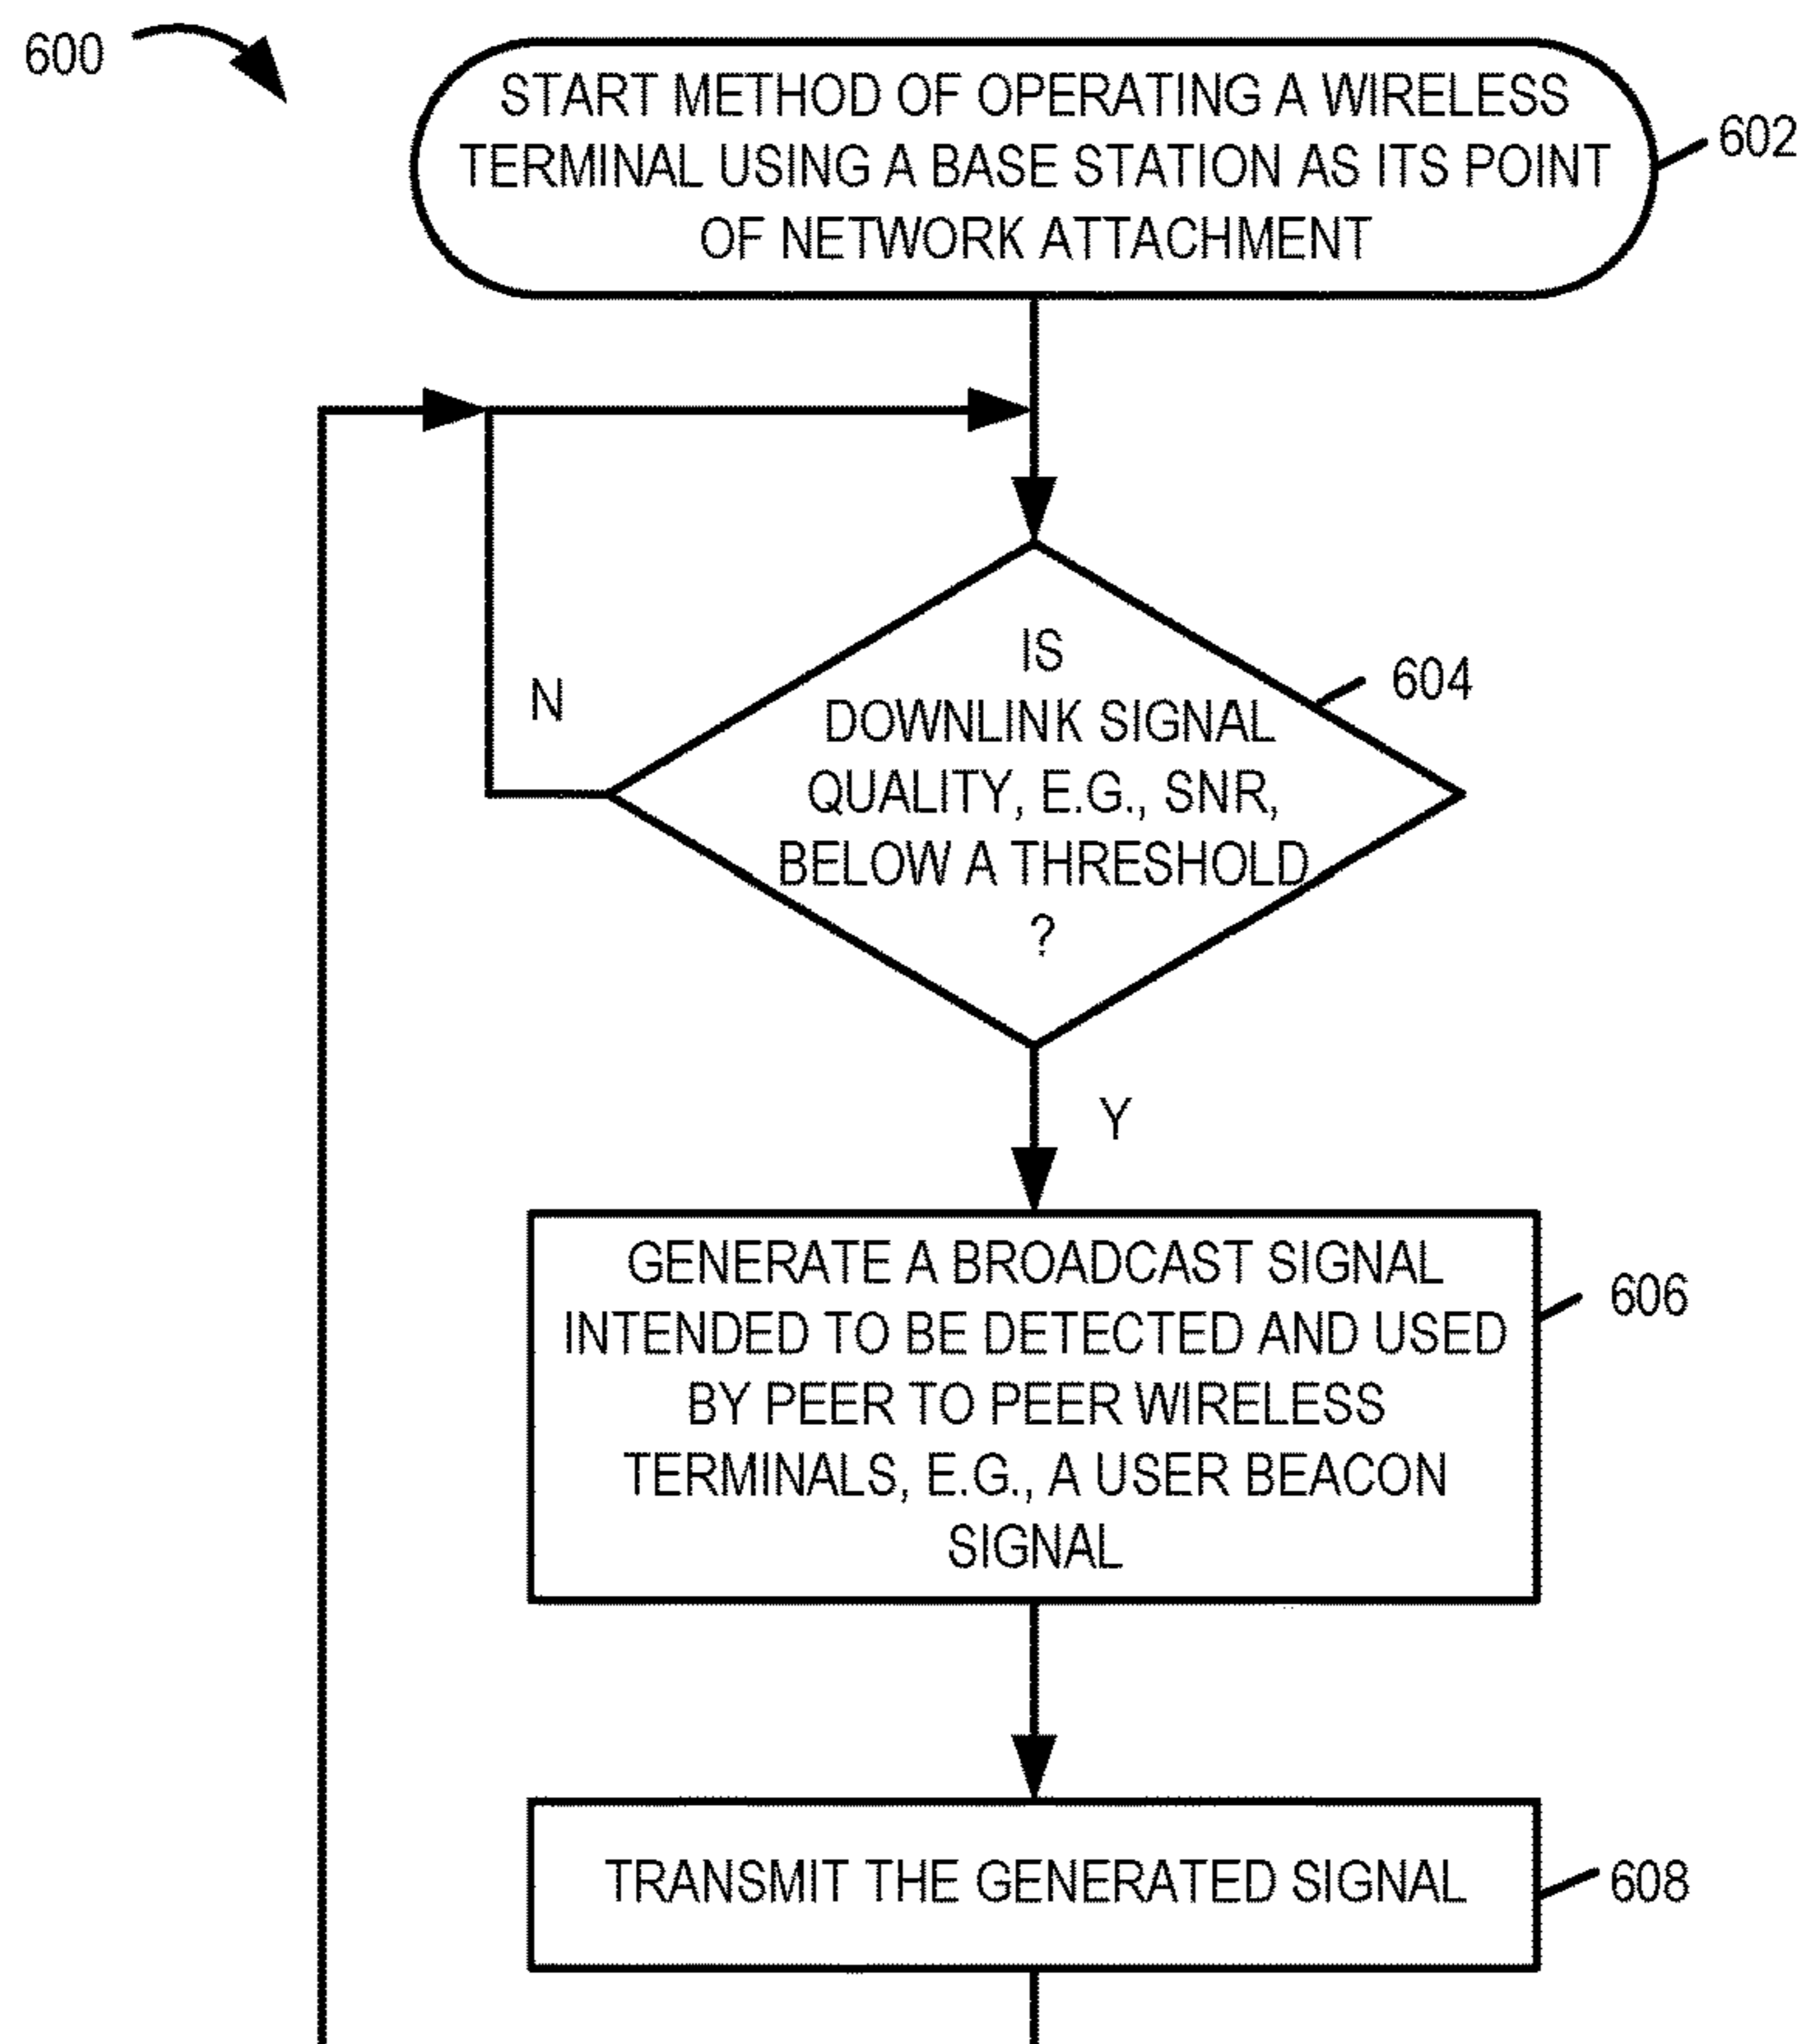 600
START METHOD OF OPERATING A WIRELESS
TERMINAL USING A BASE STATION AS ITS POINT
OF NETWORK ATTACHMENT
602
IS
DOWNLINK SIGNAL
QUALITY, E.G., SNR,
BELOW A THRESHOLD
?
604
N
Y
GENERATE A BROADCAST SIGNAL
INTENDED TO BE DETECTED AND USED
BY PEER TO PEER WIRELESS
TERMINALS, E.G., A USER BEACON
SIGNAL
606
TRANSMIT THE GENERATED SIGNAL
608